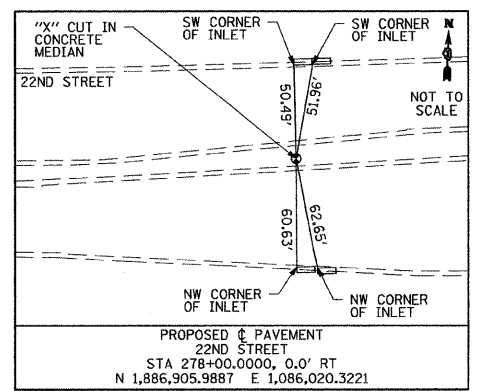 "X" CUT IN
CONCRETE
MEDIAN
SW CORNER
OF INLET
SW CORNER
OF INLET
N
NOT TO
SCALE
22ND STREET
50.49'
51.96'
60.63'
62.65'
NW CORNER
OF INLET
NW CORNER
OF INLET
PROPOSED ℄ PAVEMENT
22ND STREET
STA 278+00.0000, 0.0' RT
N 1,886,905.9887 E 1,086,020.3221